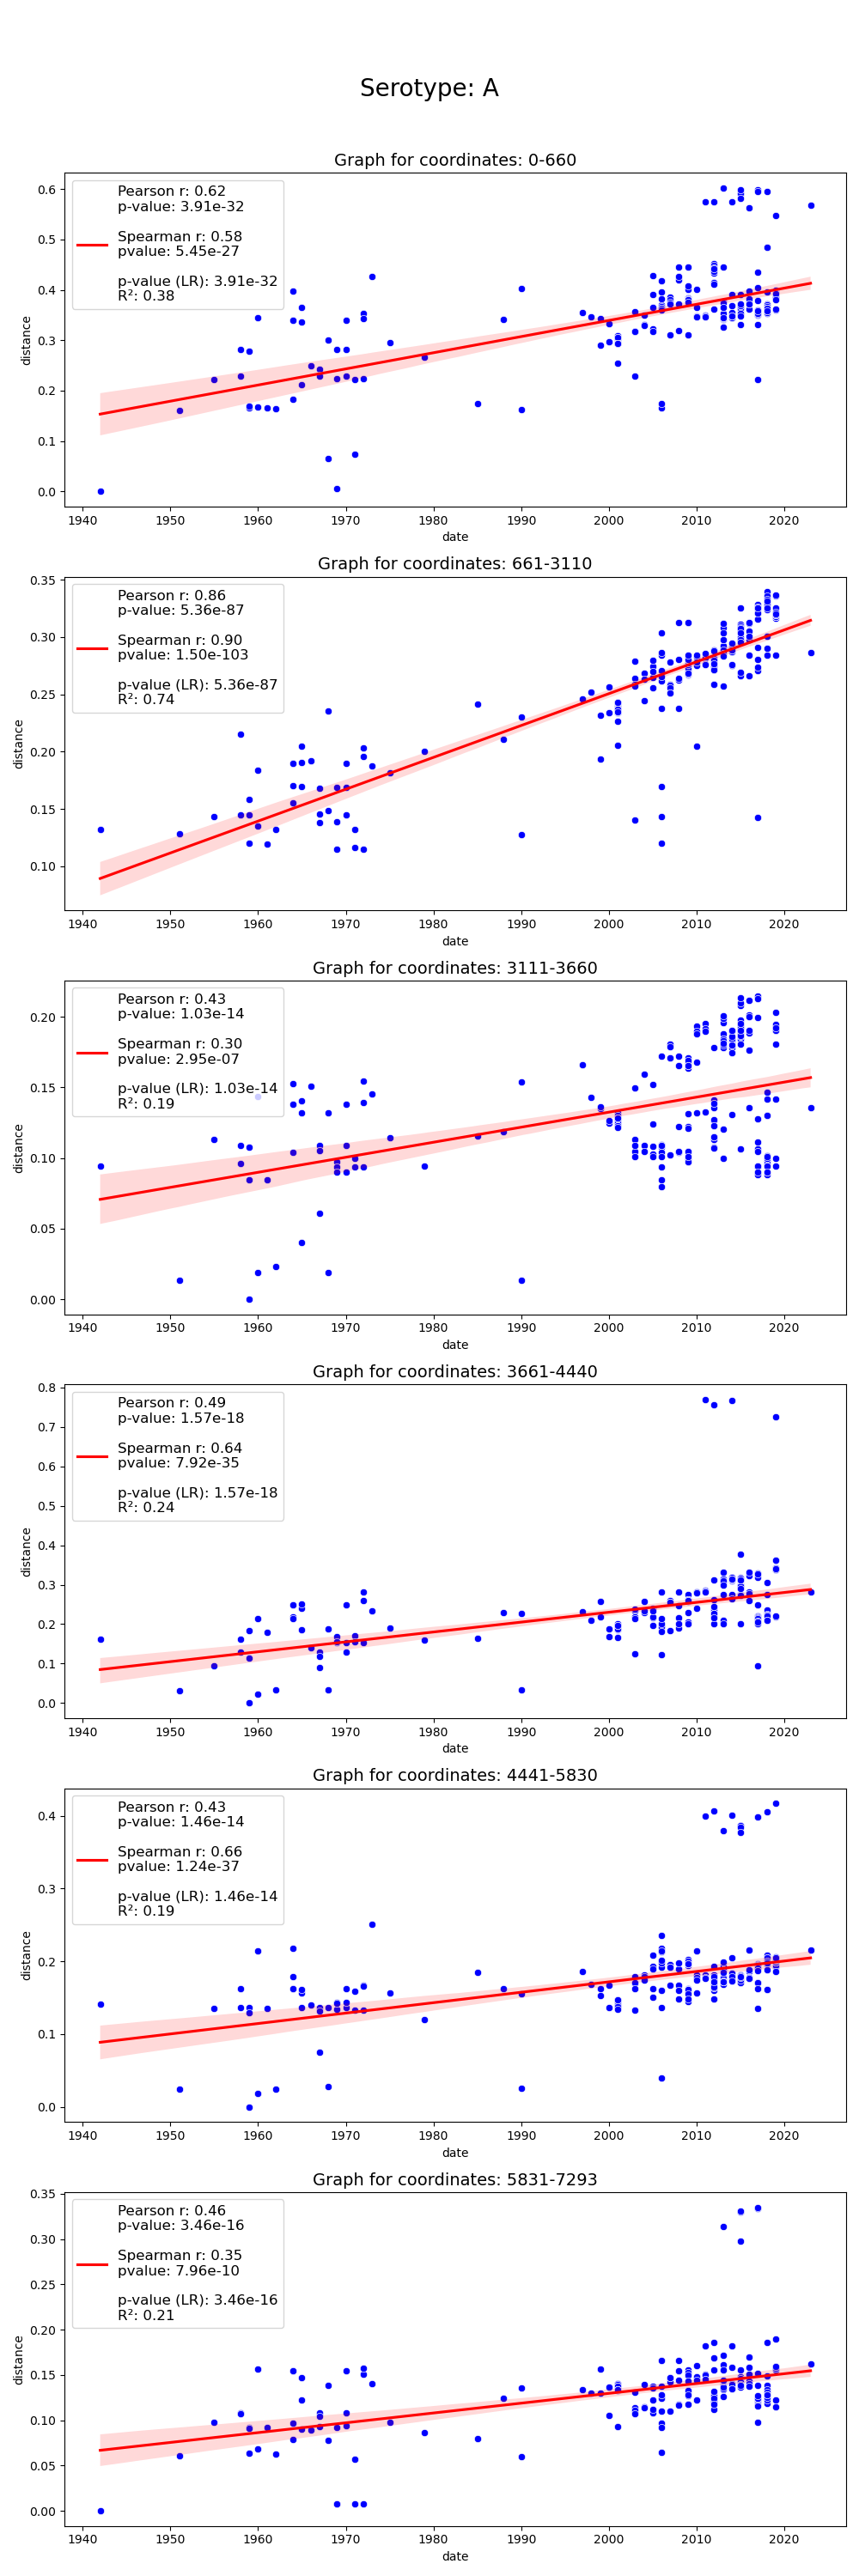 Serotype: A
Graph for coordinates: 0-660
Pearson r: 0.62
p-value: 3.91e-32
Spearman r: 0.58
pvalue: 5.45e-27
p-value (LR): 3.91e-32
R²: 0.38
distance
0.6
0.5
0.4
0.3
0.2
0.1
0.0
1940 1950 1960 1970 1980 1990 2000 2010 2020
date
Graph for coordinates: 661-3110
Pearson r: 0.86
p-value: 5.36e-87
Spearman r: 0.90
pvalue: 1.50e-103
p-value (LR): 5.36e-87
R²: 0.74
distance
0.35
0.30
0.25
0.20
0.15
0.10
1940 1950 1960 1970 1980 1990 2000 2010 2020
date
Graph for coordinates: 3111-3660
Pearson r: 0.43
p-value: 1.03e-14
Spearman r: 0.30
pvalue: 2.95e-07
p-value (LR): 1.03e-14
R²: 0.19
distance
0.20
0.15
0.10
0.05
0.00
1940 1950 1960 1970 1980 1990 2000 2010 2020
date
Graph for coordinates: 3661-4440
Pearson r: 0.49
p-value: 1.57e-18
Spearman r: 0.64
pvalue: 7.92e-35
p-value (LR): 1.57e-18
R²: 0.24
distance
0.8
0.7
0.6
0.5
0.4
0.3
0.2
0.1
0.0
1940 1950 1960 1970 1980 1990 2000 2010 2020
date
Graph for coordinates: 4441-5830
Pearson r: 0.43
p-value: 1.46e-14
Spearman r: 0.66
pvalue: 1.24e-37
p-value (LR): 1.46e-14
R²: 0.19
distance
0.4
0.3
0.2
0.1
0.0
1940 1950 1960 1970 1980 1990 2000 2010 2020
date
Graph for coordinates: 5831-7293
Pearson r: 0.46
p-value: 3.46e-16
Spearman r: 0.35
pvalue: 7.96e-10
p-value (LR): 3.46e-16
R²: 0.21
distance
0.35
0.30
0.25
0.20
0.15
0.10
0.05
0.00
1940 1950 1960 1970 1980 1990 2000 2010 2020
date